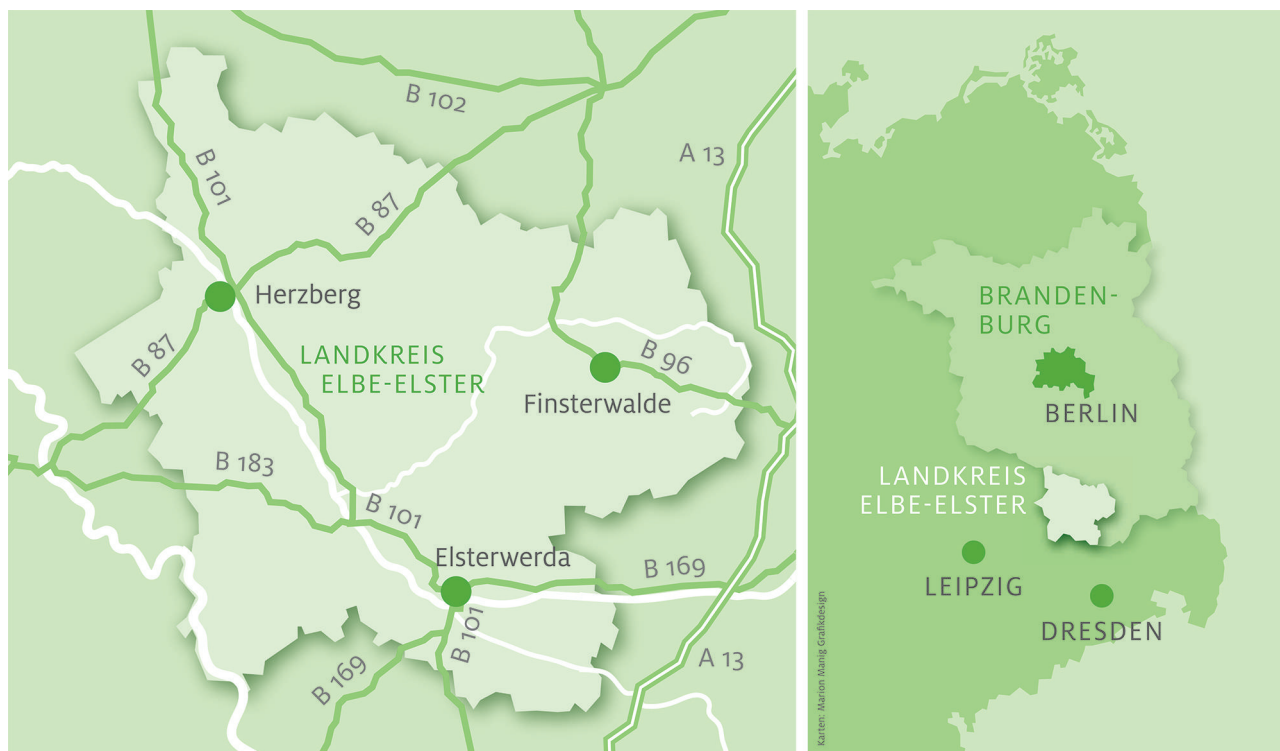 B 102
A 13
B 101
B 87
Herzberg
LANDKREIS
ELBE-ELSTER
B 87
B 96
Finsterwalde
B 183
B 101
Elsterwerda
B 169
B 101
B 169
A 13
BRANDEN-
BURG
BERLIN
LANDKREIS
ELBE-ELSTER
LEIPZIG
DRESDEN
Karten: Marion Manig Grafikdesign